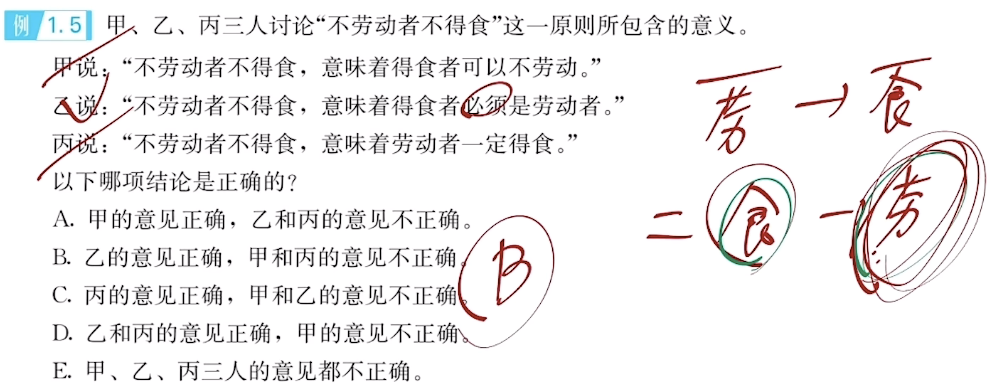 例 1.5 甲、乙、丙三人讨论“不劳动者不得食”这一原则所包含的意义。
甲说：“不劳动者不得食，意味着得食者可以不劳动。”
乙说：“不劳动者不得食，意味着得食者必须是劳动者。”
丙说：“不劳动者不得食，意味着劳动者一定得食。”
以下哪项结论是正确的？
A. 甲的意见正确，乙和丙的意见不正确。
B. 乙的意见正确，甲和丙的意见不正确。
C. 丙的意见正确，甲和乙的意见不正确。
D. 乙和丙的意见正确，甲的意见不正确。
E. 甲、乙、丙三人的意见都不正确。
B
劳 → 食
= 食 → 劳